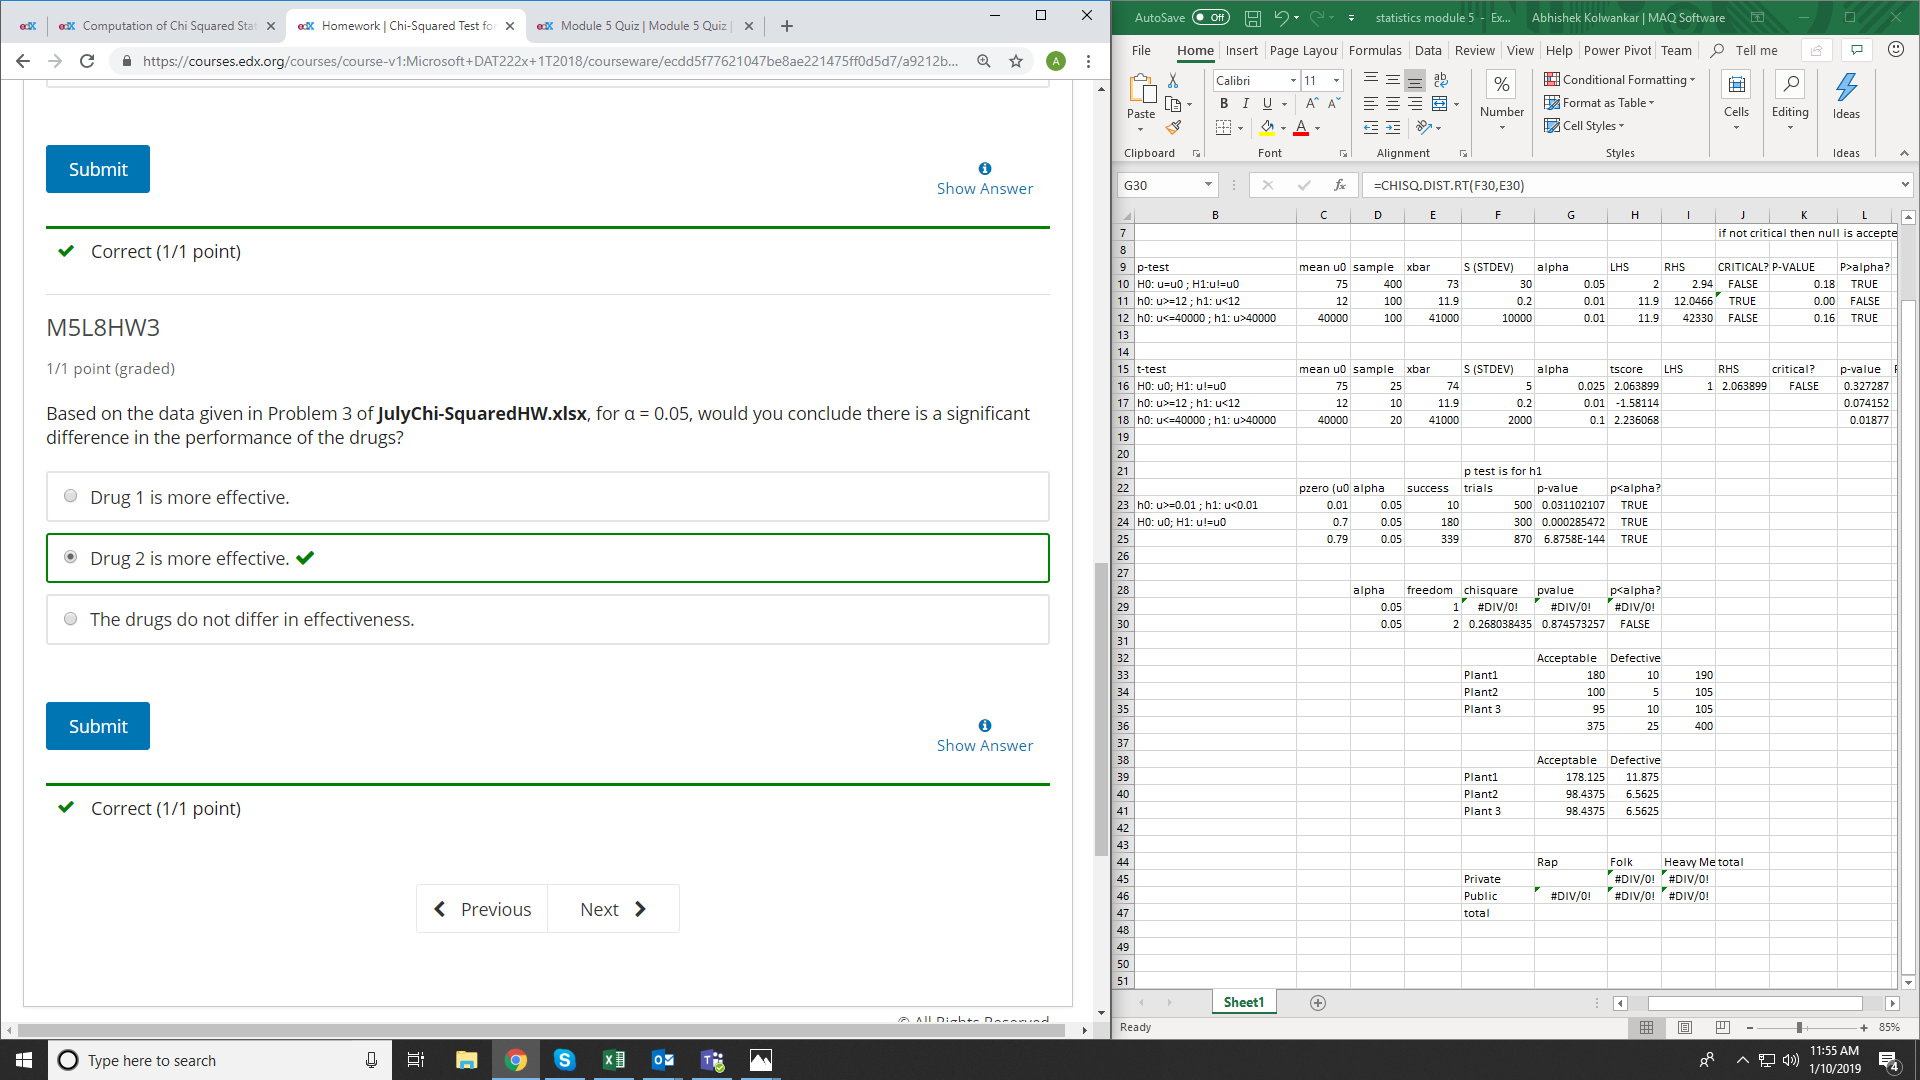 edX Computation of Chi Squared Stat
edX Homework | Chi-Squared Test for
edX Module 5 Quiz | Module 5 Quiz |
https://courses.edx.org/courses/course-v1:Microsoft+DAT222x+1T2018/courseware/ecdd5f77621047be8ae221475ff0d5d7/a9212b...
A
Submit
Show Answer
Correct (1/1 point)
M5L8HW3
1/1 point (graded)
Based on the data given in Problem 3 of JulyChi-SquaredHW.xlsx, for α = 0.05, would you conclude there is a significant
difference in the performance of the drugs?
Drug 1 is more effective.
Drug 2 is more effective.
The drugs do not differ in effectiveness.
Submit
Show Answer
Correct (1/1 point)
Previous
Next
© All Rights Reserved
AutoSave Off statistics module 5 - Ex... Abhishek Kolwankar | MAQ Software
File Home Insert Page Layou Formulas Data Review View Help Power Pivot Team Tell me
Paste
Calibri 11
B I U
Number
Conditional Formatting
Format as Table
Cell Styles
Cells
Editing
Ideas
Clipboard Font Alignment Styles Ideas
G30 fx =CHISQ.DIST.RT(F30,E30)
B C D E F G H I J K L
7 if not critical then null is accepte
8
9 p-test mean u0 sample xbar S (STDEV) alpha LHS RHS CRITICAL? P-VALUE P>alpha?
10 H0: u=u0 ; H1:u!=u0 75 400 73 30 0.05 2 2.94 FALSE 0.18 TRUE
11 h0: u>=12 ; h1: u<12 12 100 11.9 0.2 0.01 11.9 12.0466 TRUE 0.00 FALSE
12 h0: u<=40000 ; h1: u>40000 40000 100 41000 10000 0.01 11.9 42330 FALSE 0.16 TRUE
13
14
15 t-test mean u0 sample xbar S (STDEV) alpha tscore LHS RHS critical? p-value
16 H0: u0; H1: u!=u0 75 25 74 5 0.025 2.063899 1 2.063899 FALSE 0.327287
17 h0: u>=12 ; h1: u<12 12 10 11.9 0.2 0.01 -1.58114 0.074152
18 h0: u<=40000 ; h1: u>40000 40000 20 41000 2000 0.1 2.236068 0.01877
19
20
21 p test is for h1
22 pzero (u0 alpha success trials p-value p<alpha?
23 h0: u>=0.01 ; h1: u<0.01 0.01 0.05 10 500 0.031102107 TRUE
24 H0: u0; H1: u!=u0 0.7 0.05 180 300 0.000285472 TRUE
25 0.79 0.05 339 870 6.8758E-144 TRUE
26
27
28 alpha freedom chisquare pvalue p<alpha?
29 0.05 1 #DIV/0! #DIV/0! #DIV/0!
30 0.05 2 0.268038435 0.874573257 FALSE
31
32 Acceptable Defective
33 Plant1 180 10 190
34 Plant2 100 5 105
35 Plant 3 95 10 105
36 375 25 400
37
38 Acceptable Defective
39 Plant1 178.125 11.875
40 Plant2 98.4375 6.5625
41 Plant 3 98.4375 6.5625
42
43
44 Rap Folk Heavy Me total
45 Private #DIV/0! #DIV/0!
46 Public #DIV/0! #DIV/0! #DIV/0!
47 total
48
49
50
51
Sheet1
Ready
85%
Type here to search
11:55 AM
1/10/2019
4